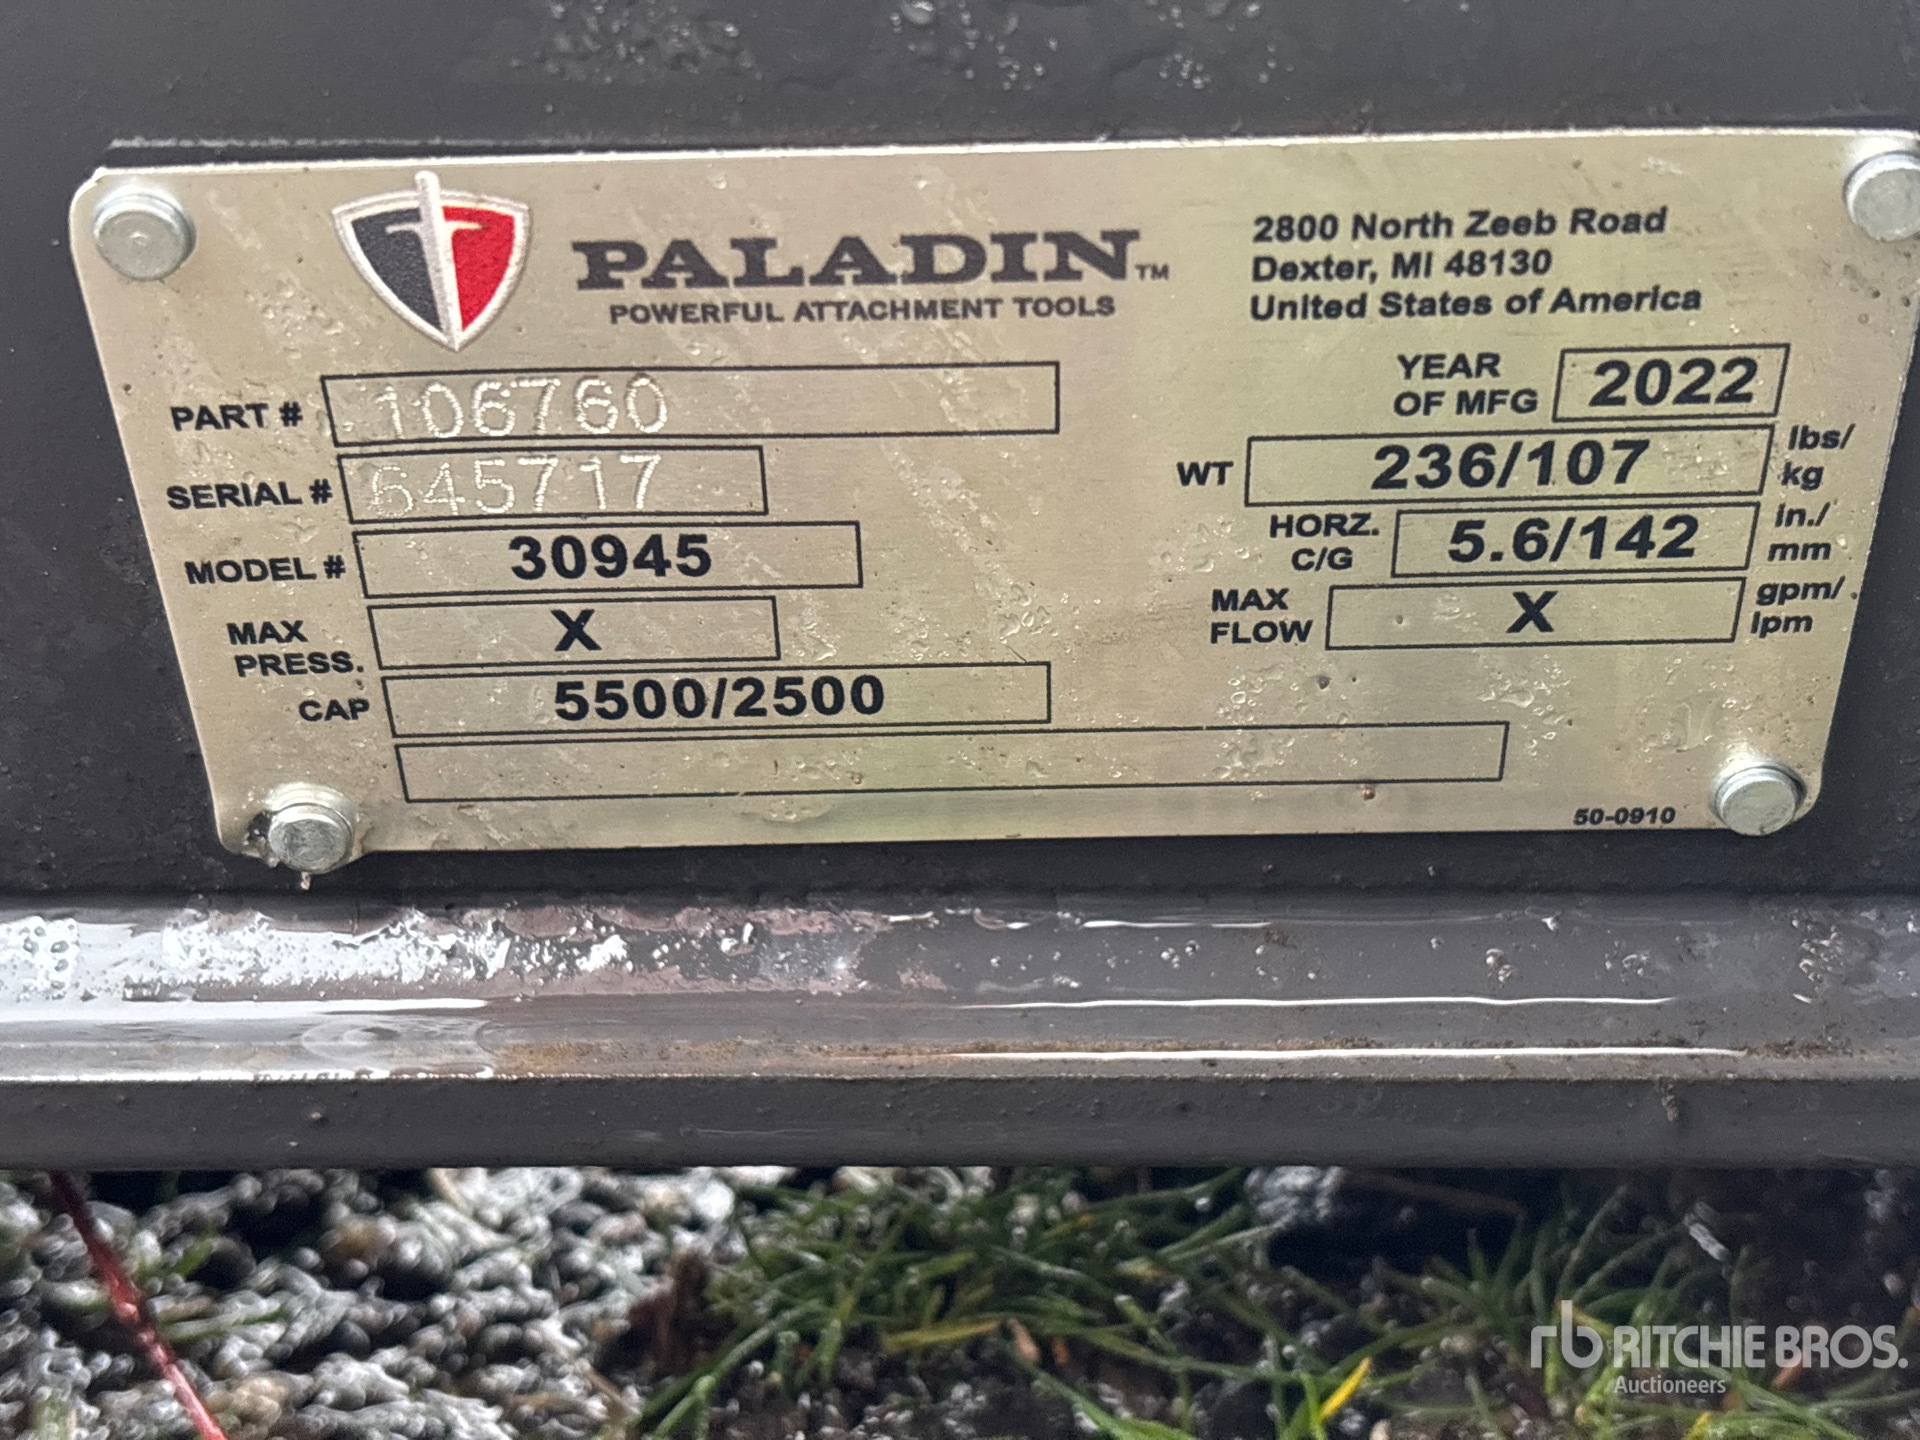 PALADIN™
POWERFUL ATTACHMENT TOOLS
2800 North Zeeb Road
Dexter, MI 48130
United States of America
PART # 106760
SERIAL # 645717
MODEL # 30945
MAX PRESS. X
CAP 5500/2500
YEAR OF MFG 2022
WT 236/107 lbs/kg
HORZ. C/G 5.6/142 in./mm
MAX FLOW X gpm/lpm
50-0910
rb RITCHIE BROS.
Auctioneers